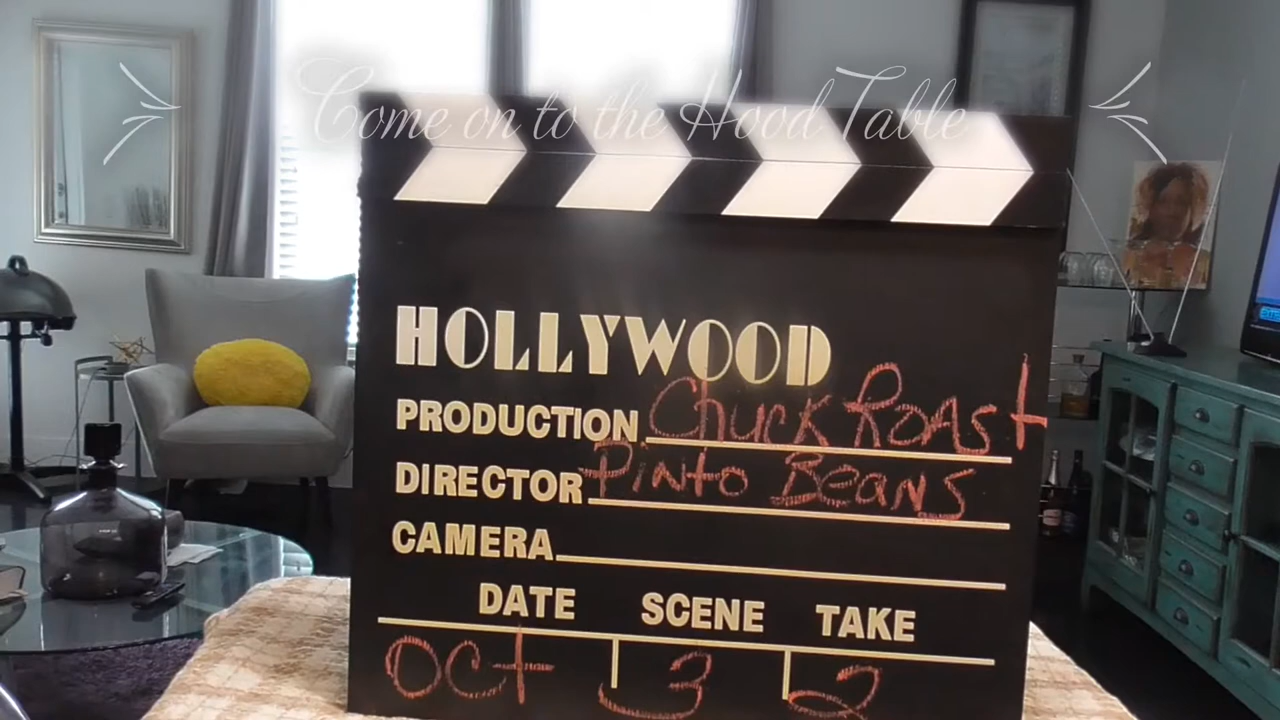 Come on to the Hood Table
HOLLYWOOD
PRODUCTION Chuck Roast
DIRECTOR Pinto Beans
CAMERA
DATE SCENE TAKE
Oct 3 2